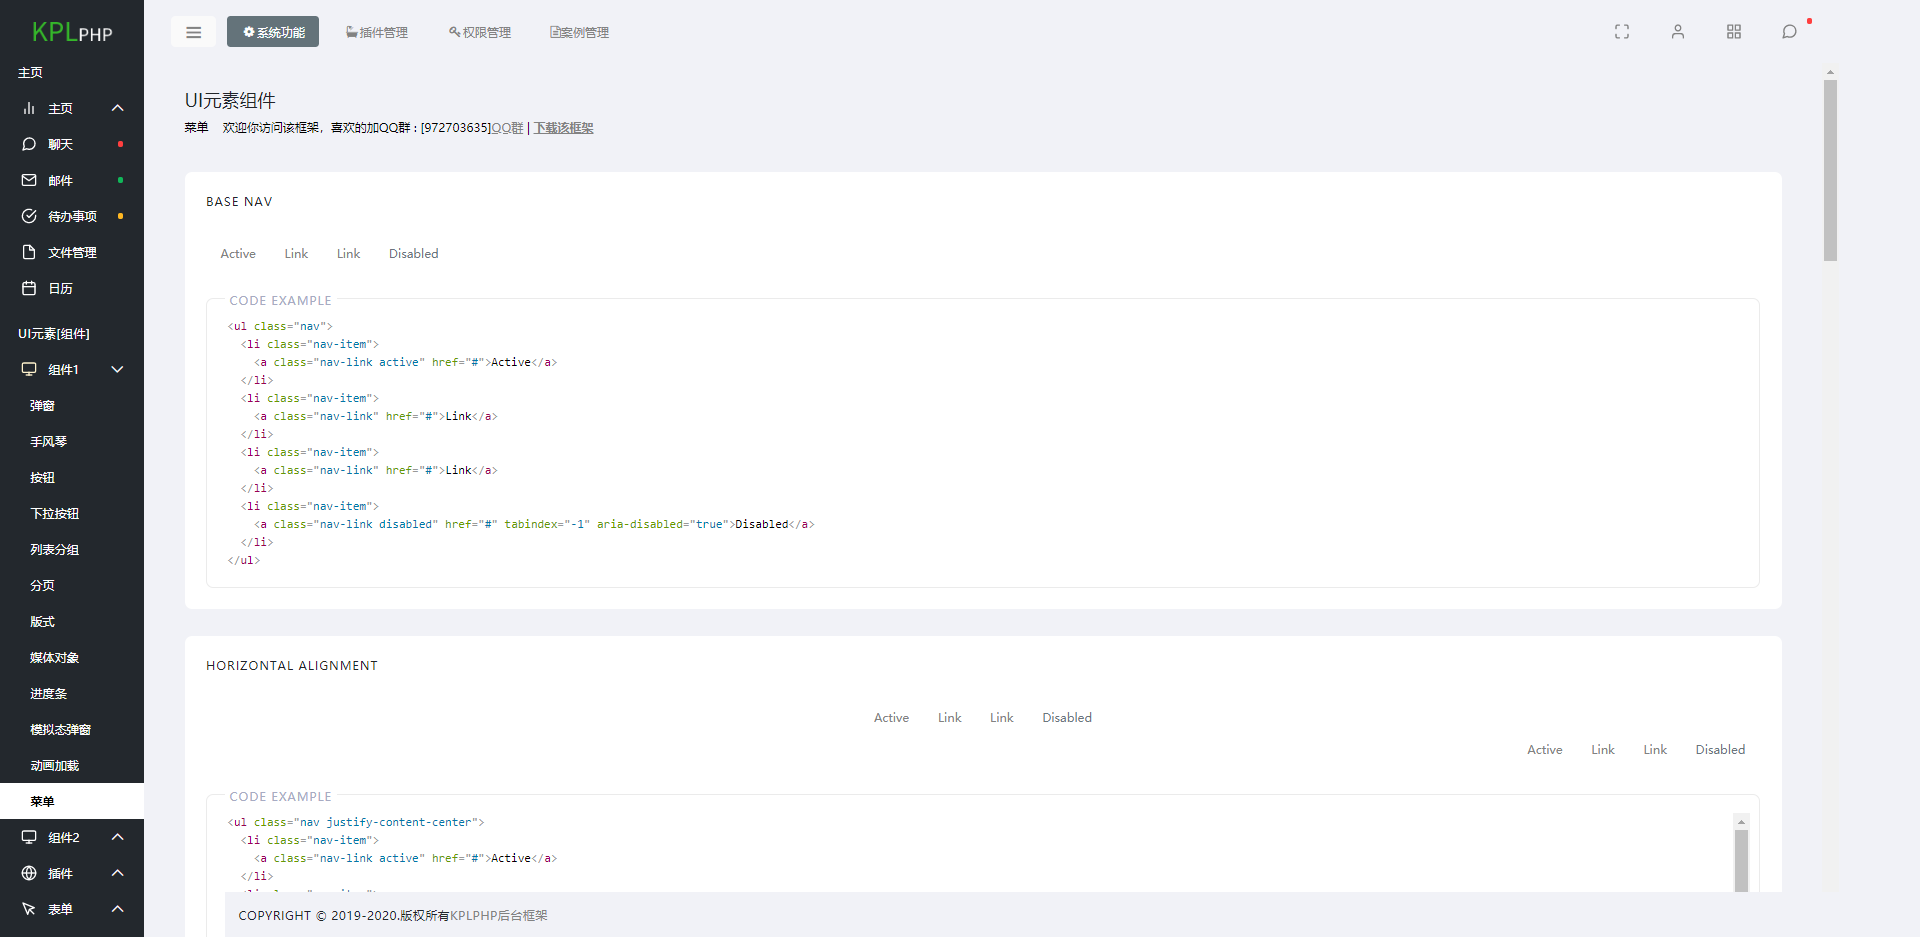 KPLPHP
主页
主页
聊天
邮件
待办事项
文件管理
日历
UI元素[组件]
组件1
弹窗
手风琴
按钮
下拉按钮
列表分组
分页
版式
媒体对象
进度条
模拟态弹窗
动画加载
菜单
组件2
插件
表单
系统功能 插件管理 权限管理 案例管理
UI元素组件
菜单 欢迎你访问该框架，喜欢的加QQ群 : [972703635]QQ群 | 下载该框架
BASE NAV
Active Link Link Disabled
CODE EXAMPLE
<ul class="nav">
<li class="nav-item">
<a class="nav-link active" href="#">Active</a>
</li>
<li class="nav-item">
<a class="nav-link" href="#">Link</a>
</li>
<li class="nav-item">
<a class="nav-link" href="#">Link</a>
</li>
<li class="nav-item">
<a class="nav-link disabled" href="#" tabindex="-1" aria-disabled="true">Disabled</a>
</li>
</ul>
HORIZONTAL ALIGNMENT
Active Link Link Disabled
Active Link Link Disabled
CODE EXAMPLE
<ul class="nav justify-content-center">
<li class="nav-item">
<a class="nav-link active" href="#">Active</a>
</li>
COPYRIGHT © 2019-2020.版权所有KPLPHP后台框架